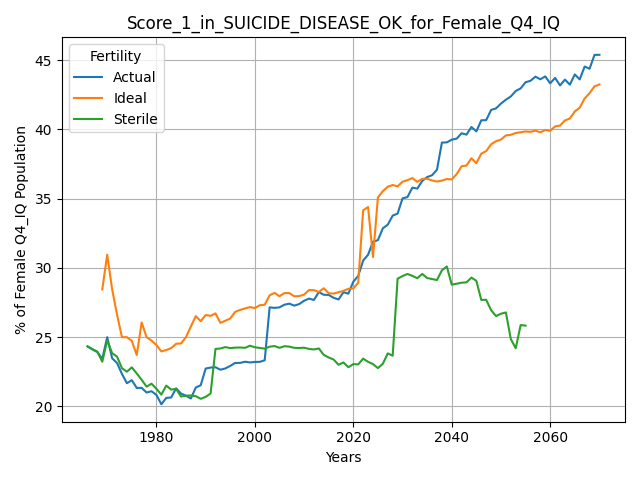 Score_1_in_SUICIDE_DISEASE_OK_for_Female_Q4_IQ
Fertility
Actual
Ideal
Sterile
% of Female Q4_IQ Population
45
40
35
30
25
20
1980
2000
2020
2040
2060
Years